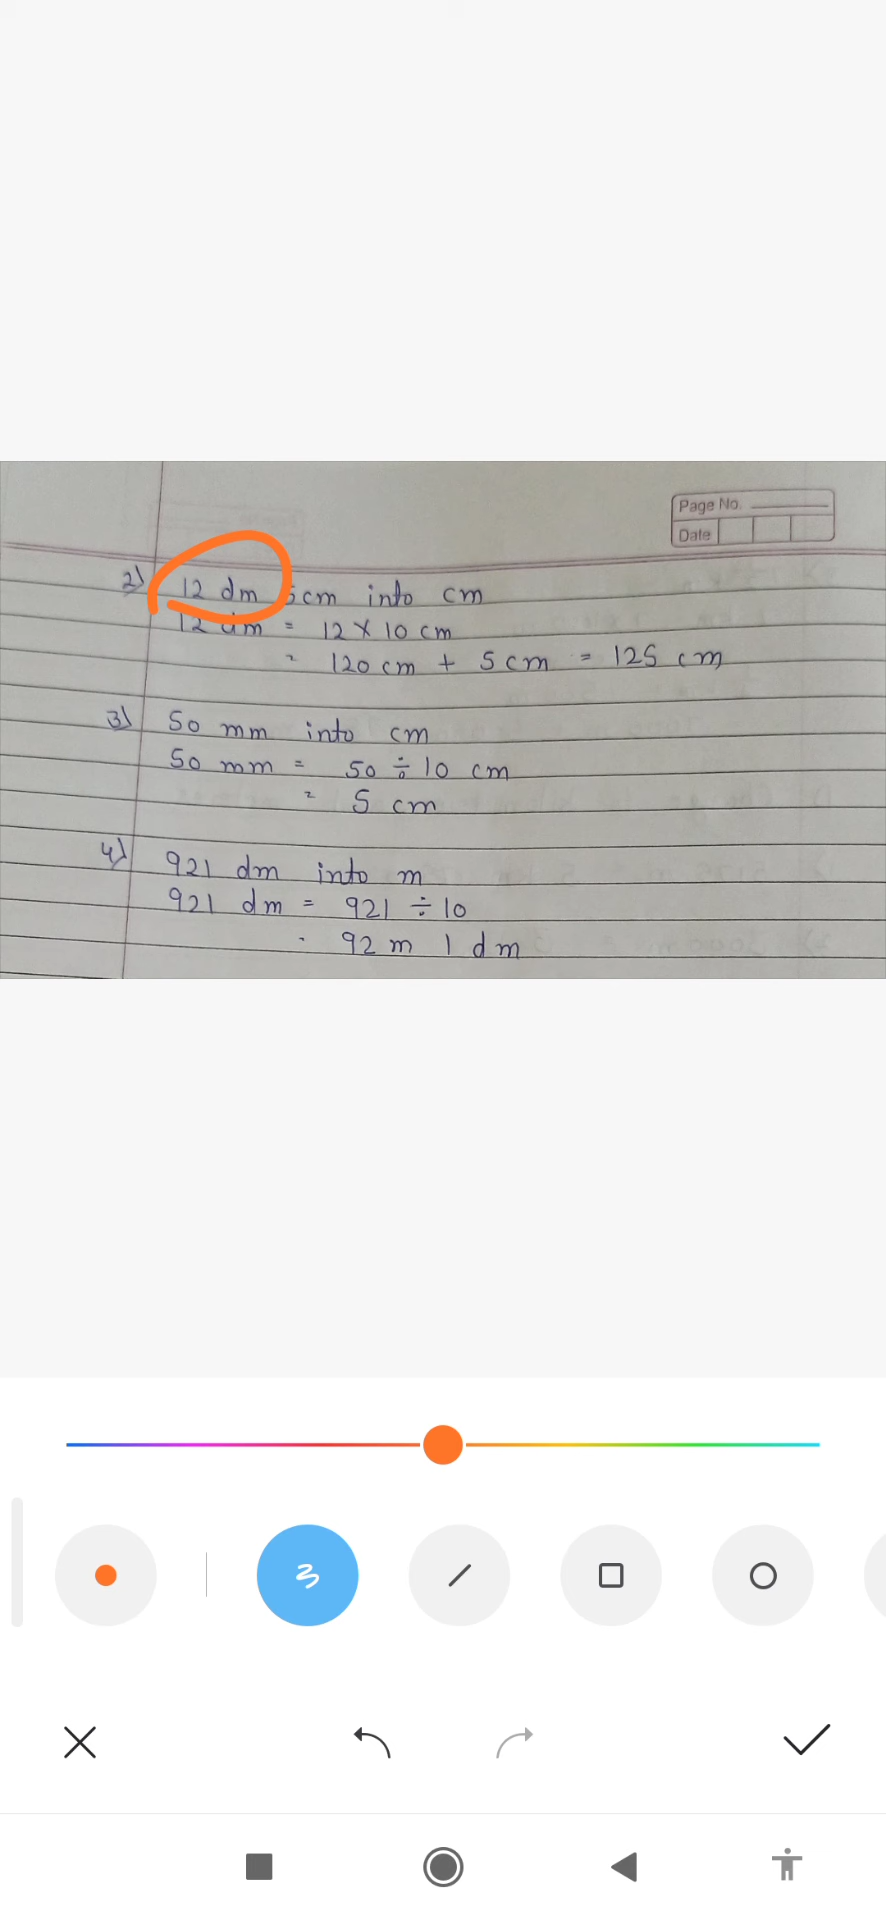 Page No.
Date
2) 12 dm 5cm into cm
12 dm = 12 × 10 cm
= 120 cm + 5 cm = 125 cm
3) 50 mm into cm
50 mm = 50 ÷ 10 cm
= 5 cm
4) 921 dm into m
921 dm = 921 ÷ 10
= 92 m 1 dm